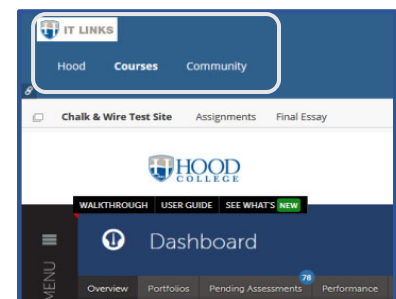 IT LINKS
Hood Courses Community
Chalk & Wire Test Site Assignments Final Essay
HOOD
COLLEGE
WALKTHROUGH USER GUIDE SEE WHAT'S NEW
Dashboard
MENU
78
Overview Portfolios Pending Assessments Performance